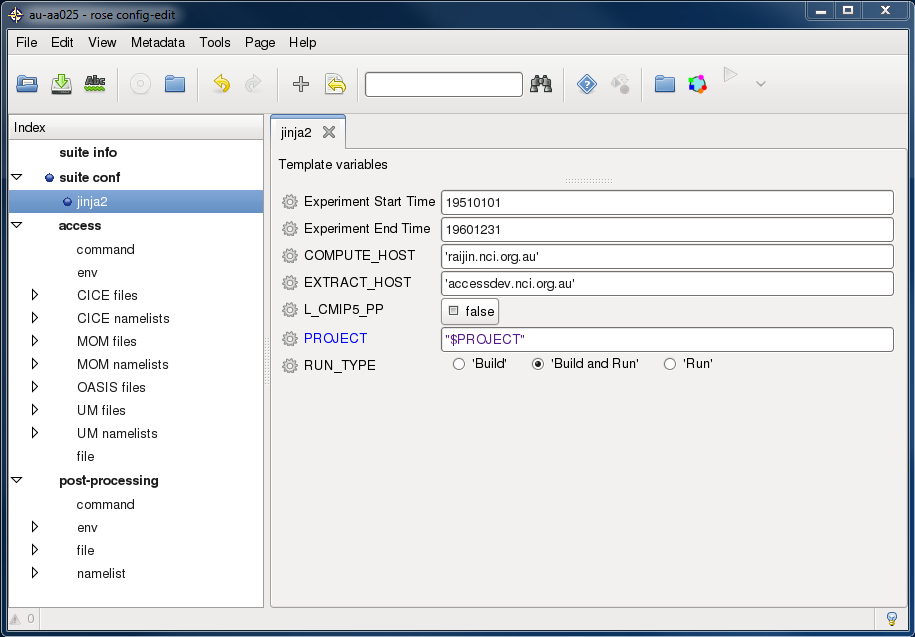 au-aa025 - rose config-edit
File Edit View Metadata Tools Page Help
Abc
Index
suite info
suite conf
jinja2
access
command
env
CICE files
CICE namelists
MOM files
MOM namelists
OASIS files
UM files
UM namelists
file
post-processing
command
env
file
namelist
0
jinja2
Template variables
Experiment Start Time 19510101
Experiment End Time 19601231
COMPUTE_HOST 'raijin.nci.org.au'
EXTRACT_HOST 'accessdev.nci.org.au'
L_CMIP5_PP false
PROJECT "$PROJECT"
RUN_TYPE 'Build' 'Build and Run' 'Run'